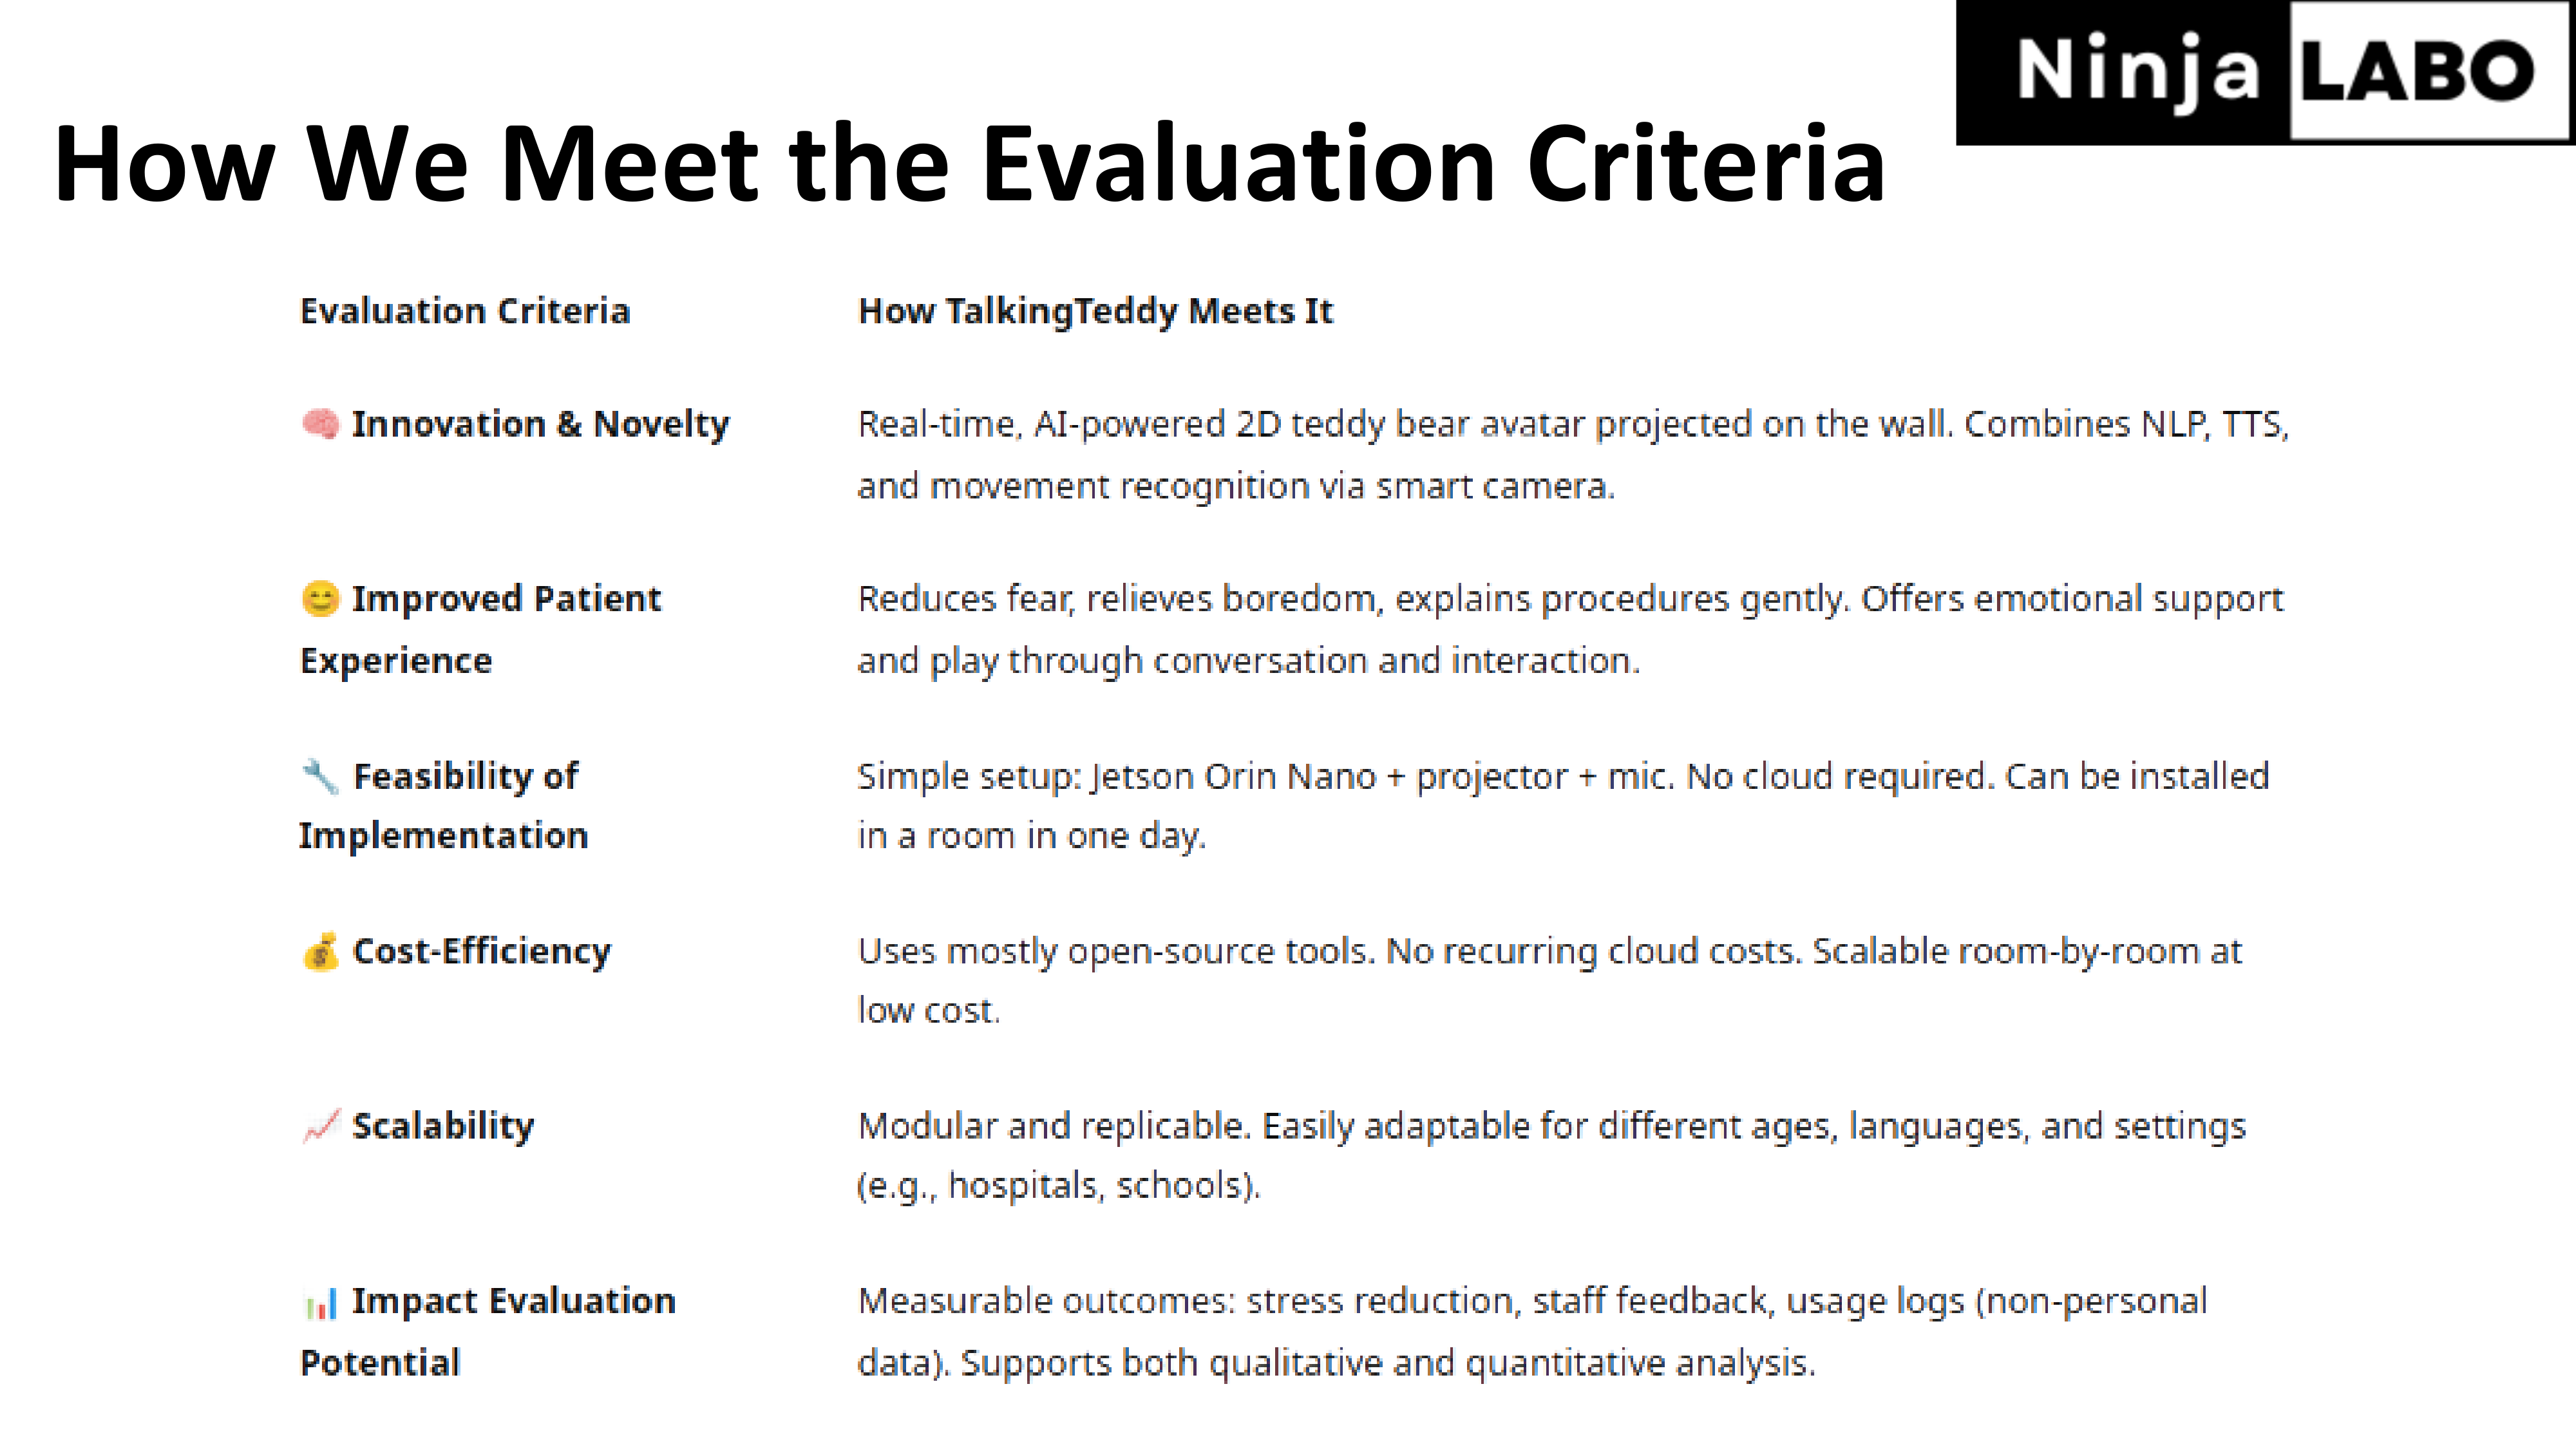 Ninja LABO
How We Meet the Evaluation Criteria
Evaluation Criteria
How TalkingTeddy Meets It
🧠 Innovation & Novelty
Real-time, AI-powered 2D teddy bear avatar projected on the wall. Combines NLP, TTS,
and movement recognition via smart camera.
😊 Improved Patient
Experience
Reduces fear, relieves boredom, explains procedures gently. Offers emotional support
and play through conversation and interaction.
🔧 Feasibility of
Implementation
Simple setup: Jetson Orin Nano + projector + mic. No cloud required. Can be installed
in a room in one day.
💰 Cost-Efficiency
Uses mostly open-source tools. No recurring cloud costs. Scalable room-by-room at
low cost.
📈 Scalability
Modular and replicable. Easily adaptable for different ages, languages, and settings
(e.g., hospitals, schools).
📊 Impact Evaluation
Potential
Measurable outcomes: stress reduction, staff feedback, usage logs (non-personal
data). Supports both qualitative and quantitative analysis.